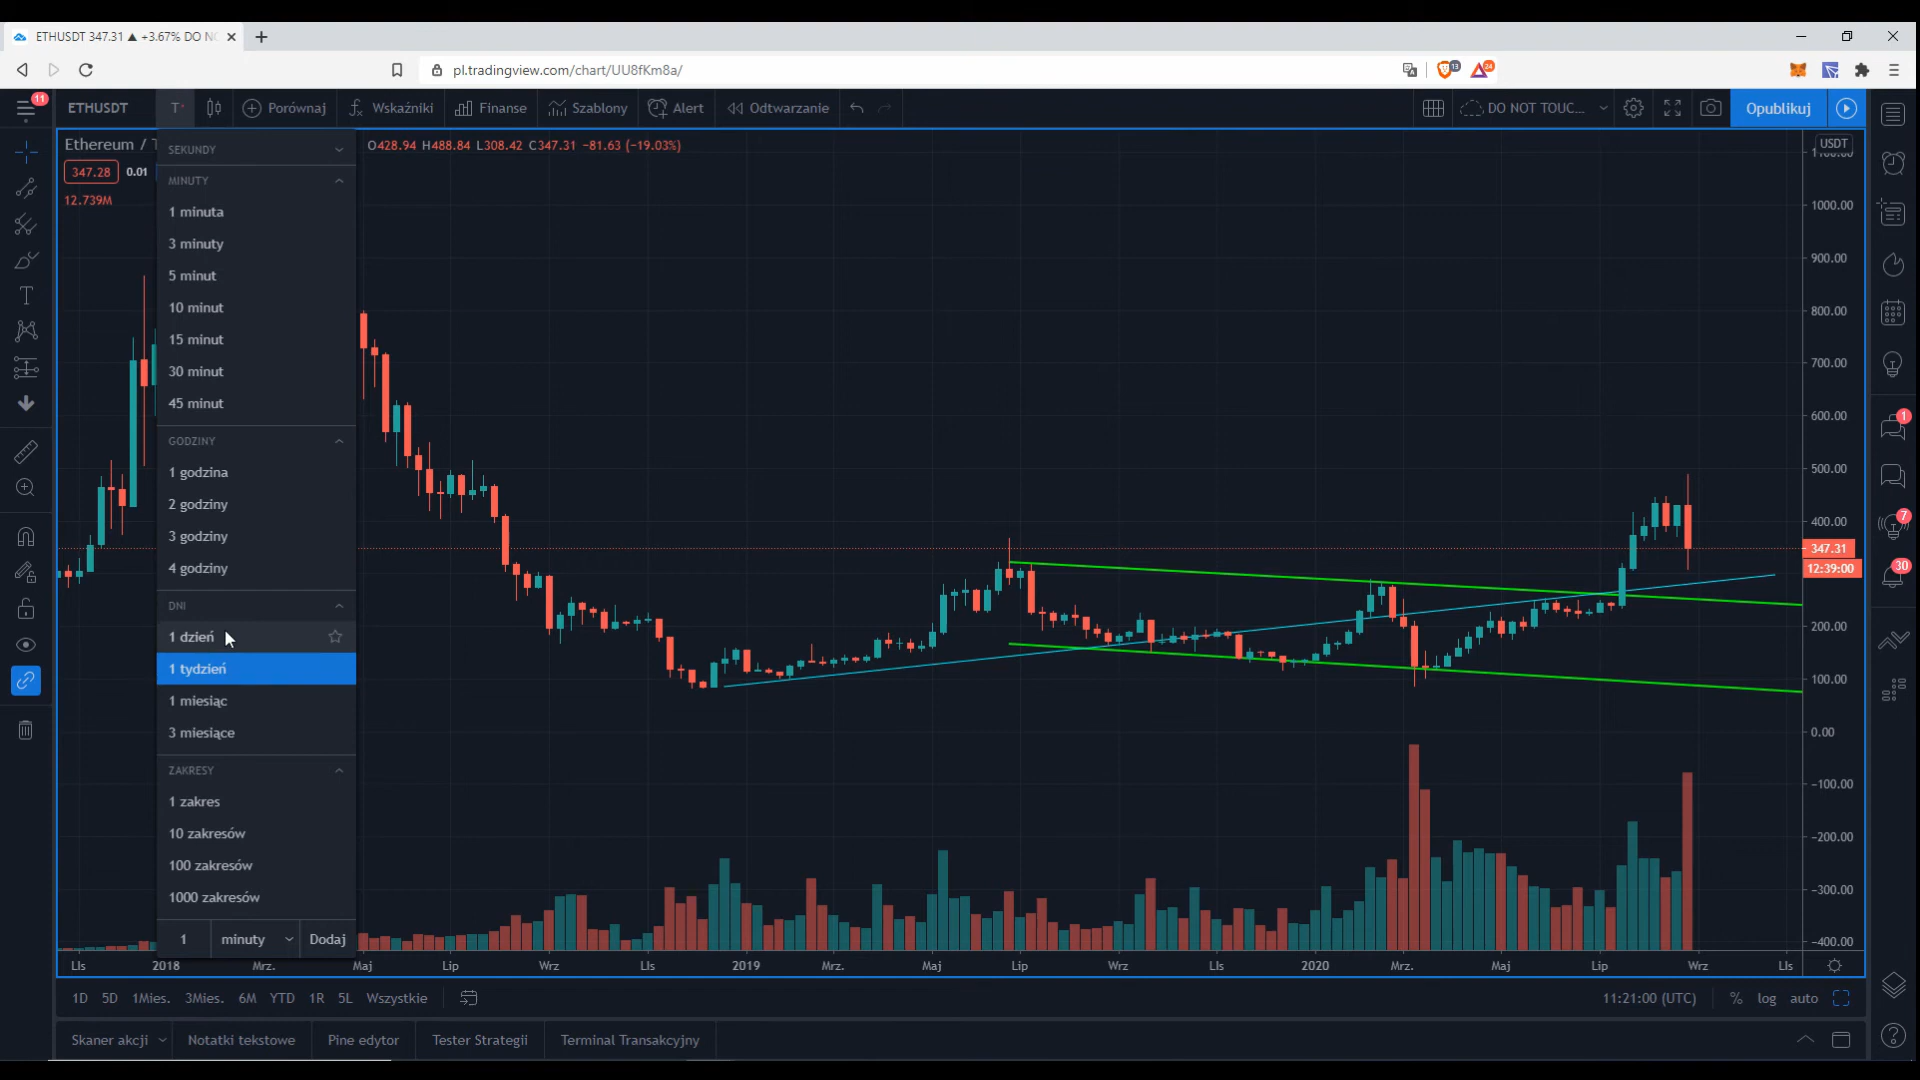 ETHUSDT 347.31 ▲ +3.67% DO NO
pl.tradingview.com/chart/UU8fKm8a/
13
24
11
ETHUSDT
T
Porównaj
Wskaźniki
Finanse
Szablony
Alert
Odtwarzanie
DO NOT TOUC...
Opublikuj
Ethereum / T
O428.94 H488.84 L308.42 C347.31 −81.63 (−19.03%)
347.28
0.01
12.739M
SEKUNDY
MINUTY
1 minuta
3 minuty
5 minut
10 minut
15 minut
30 minut
45 minut
GODZINY
1 godzina
2 godziny
3 godziny
4 godziny
DNI
1 dzień
1 tydzień
1 miesiąc
3 miesiące
ZAKRESY
1 zakres
10 zakresów
100 zakresów
1000 zakresów
1
minuty
Dodaj
USDT
1000.00
900.00
800.00
700.00
600.00
500.00
400.00
347.31
12:39:00
200.00
100.00
0.00
−100.00
−200.00
−300.00
−400.00
1
7
30
Lis
2018
Mrz.
Maj
Lip
Wrz
Lis
2019
Mrz.
Maj
Lip
Wrz
Lis
2020
Mrz.
Maj
Lip
Wrz
Lis
1D
5D
1Mies.
3Mies.
6M
YTD
1R
5L
Wszystkie
11:21:00 (UTC)
%
log
auto
Skaner akcji
Notatki tekstowe
Pine edytor
Tester Strategii
Terminal Transakcyjny